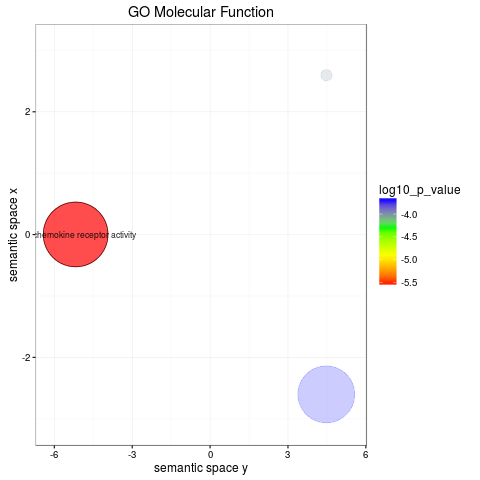 GO Molecular Function
semantic space x
2
0
-2
chemokine receptor activity
-6
-3
0
3
6
semantic space y
log10_p_value
-4.0
-4.5
-5.0
-5.5